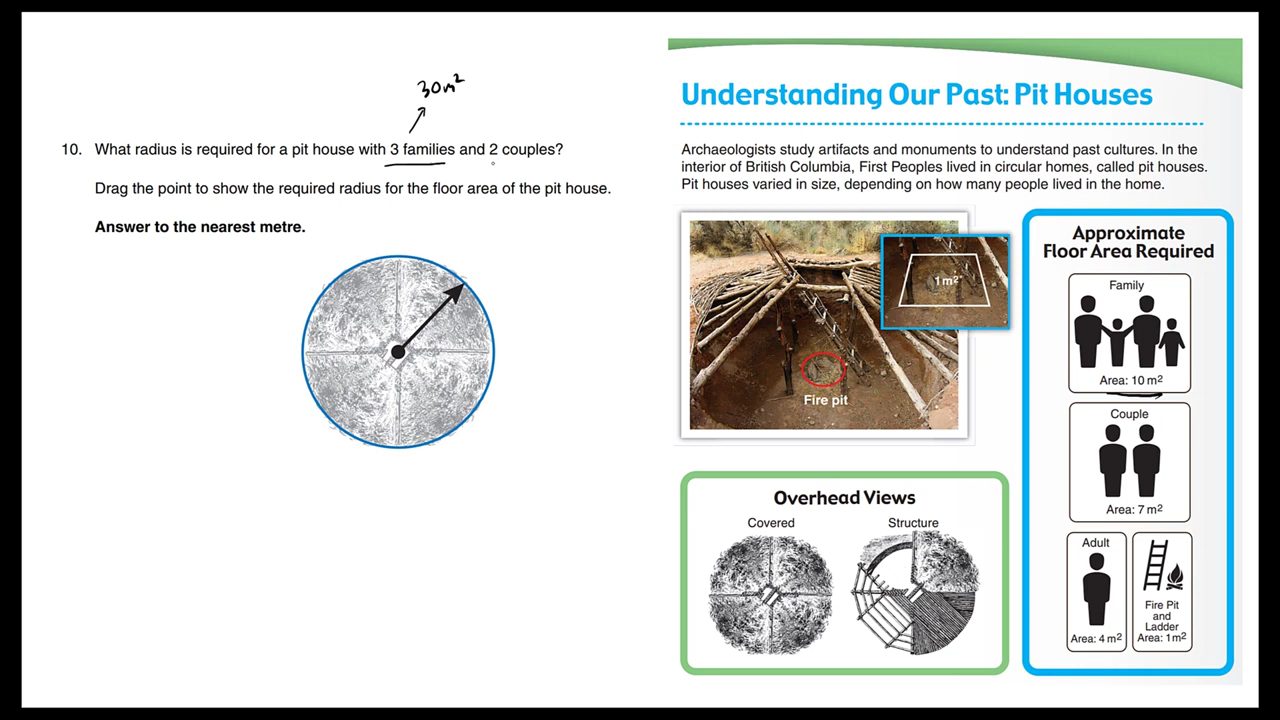 30m²
10. What radius is required for a pit house with 3 families and 2 couples?
Drag the point to show the required radius for the floor area of the pit house.
Answer to the nearest metre.
Understanding Our Past: Pit Houses
Archaeologists study artifacts and monuments to understand past cultures. In the
interior of British Columbia, First Peoples lived in circular homes, called pit houses.
Pit houses varied in size, depending on how many people lived in the home.
1 m²
Fire pit
Overhead Views
Covered
Structure
Approximate
Floor Area Required
Family
Area: 10 m²
Couple
Area: 7 m²
Adult
Area: 4 m²
Fire Pit
and
Ladder
Area: 1m²